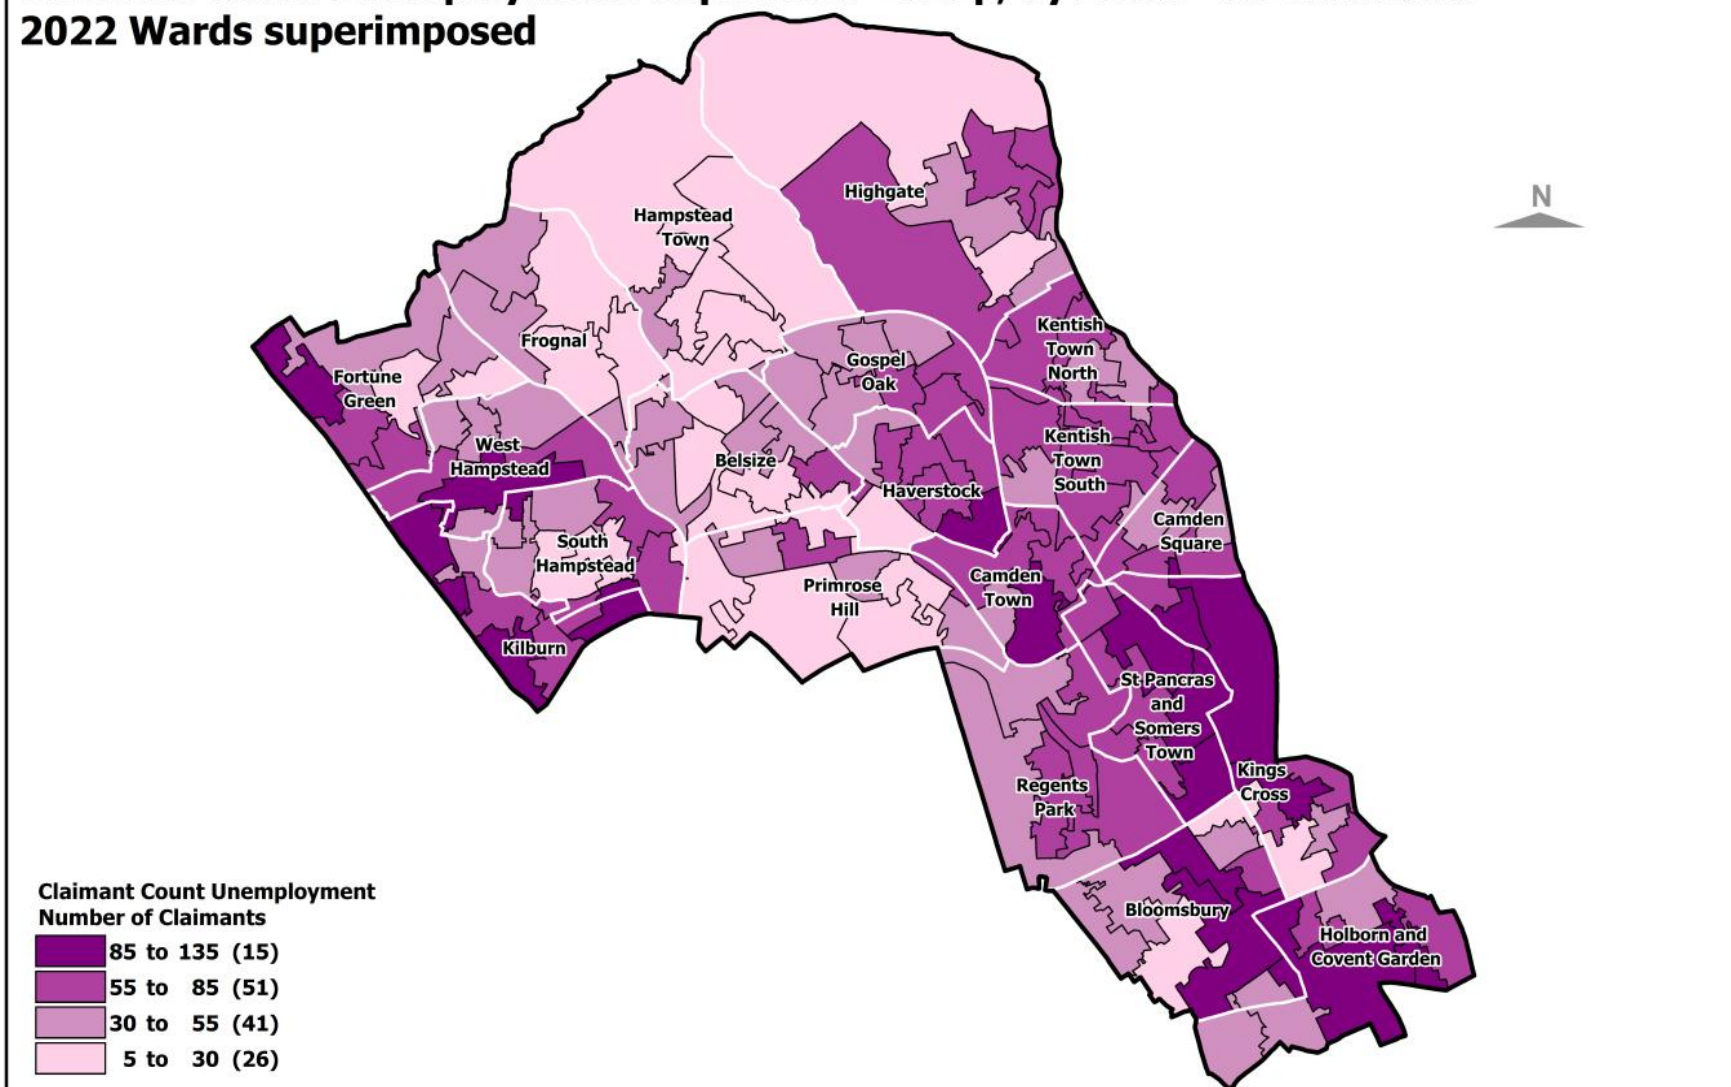 2022 Wards superimposed
N
Highgate
Hampstead
Town
Kentish
Town
North
Frognal
Gospel
Oak
Fortune
Green
West
Hampstead
Kentish
Town
South
Belsize
Haverstock
Camden
Square
South
Hampstead
Camden
Town
Primrose
Hill
Kilburn
St Pancras
and
Somers
Town
Kings
Cross
Regents
Park
Bloomsbury
Holborn and
Covent Garden
Claimant Count Unemployment
Number of Claimants
85 to 135 (15)
55 to 85 (51)
30 to 55 (41)
5 to 30 (26)